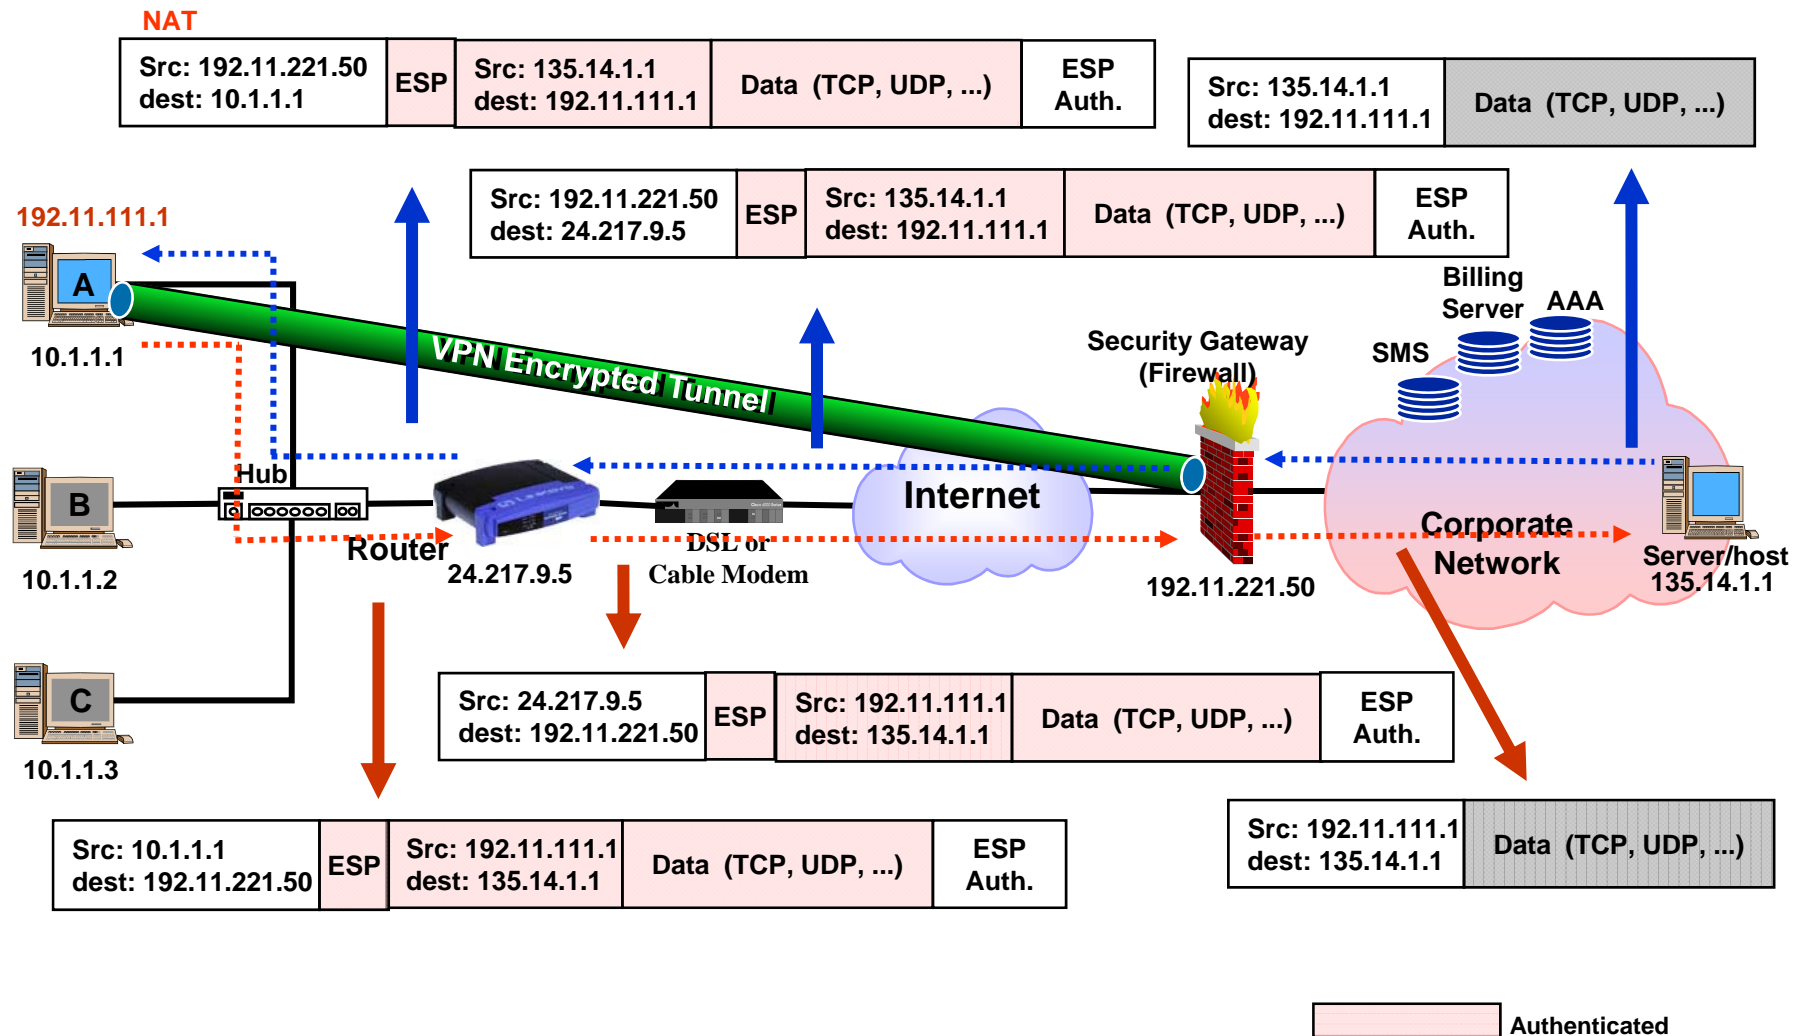 NAT
Src: 192.11.221.50
dest: 10.1.1.1
ESP
Src: 135.14.1.1
dest: 192.11.111.1
Data (TCP, UDP, ...)
ESP
Auth.
Src: 135.14.1.1
dest: 192.11.111.1
Data (TCP, UDP, ...)
Src: 192.11.221.50
dest: 24.217.9.5
ESP
Src: 135.14.1.1
dest: 192.11.111.1
Data (TCP, UDP, ...)
ESP
Auth.
192.11.111.1
A
10.1.1.1
VPN Encrypted Tunnel
Security Gateway
(Firewall)
Billing
Server
AAA
SMS
Hub
B
10.1.1.2
Router
24.217.9.5
DSL or
Cable Modem
Internet
192.11.221.50
Corporate
Network
Server/host
135.14.1.1
C
10.1.1.3
Src: 24.217.9.5
dest: 192.11.221.50
ESP
Src: 192.11.111.1
dest: 135.14.1.1
Data (TCP, UDP, ...)
ESP
Auth.
Src: 10.1.1.1
dest: 192.11.221.50
ESP
Src: 192.11.111.1
dest: 135.14.1.1
Data (TCP, UDP, ...)
ESP
Auth.
Src: 192.11.111.1
dest: 135.14.1.1
Data (TCP, UDP, ...)
Authenticated